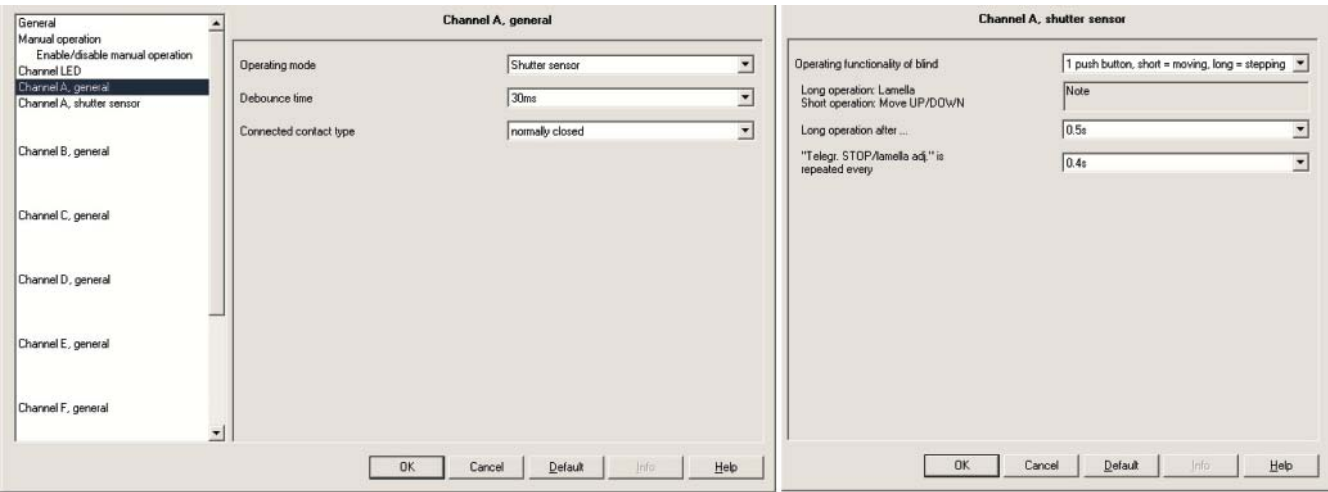 General
Manual operation
Enable/disable manual operation
Channel LED
Channel A, general
Channel A, shutter sensor
Channel B, general
Channel C, general
Channel D, general
Channel E, general
Channel F, general
Channel A, general
Operating mode
Shutter sensor
Debounce time
30ms
Connected contact type
normally closed
OK
Cancel
Default
Info
Help
Channel A, shutter sensor
Operating functionality of blind
1 push button, short = moving, long = stepping
Long operation: Lamella
Short operation: Move UP/DOWN
Note
Long operation after ...
0.5s
"Telegr. STOP/lamella adj." is
repeated every
0.4s
OK
Cancel
Default
Info
Help